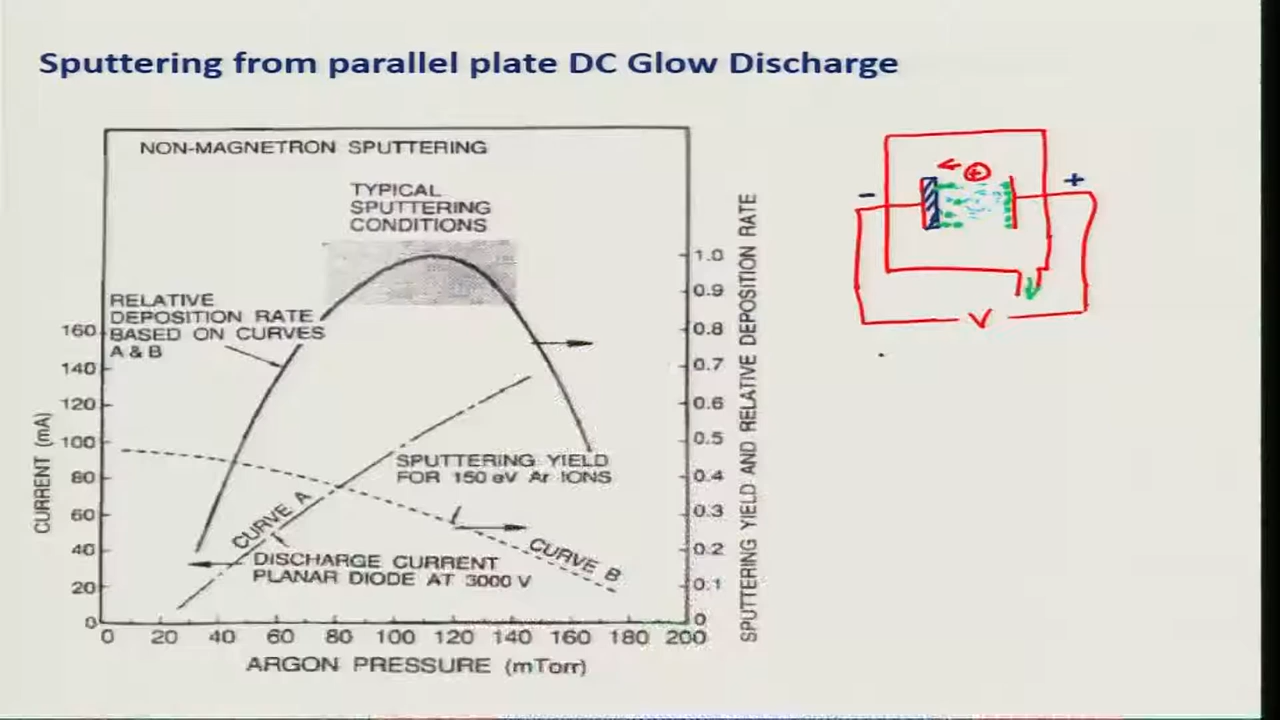 Sputtering from parallel plate DC Glow Discharge
NON-MAGNETRON SPUTTERING
TYPICAL
SPUTTERING
CONDITIONS
RELATIVE
DEPOSITION RATE
BASED ON CURVES
A & B
SPUTTERING YIELD
FOR 150 eV Ar IONS
CURVE A
CURVE B
DISCHARGE CURRENT
PLANAR DIODE AT 3000 V
CURRENT (mA)
160
140
120
100
80
60
40
20
0
0 20 40 60 80 100 120 140 160 180 200
ARGON PRESSURE (mTorr)
1.0
0.9
0.8
0.7
0.6
0.5
0.4
0.3
0.2
0.1
0
SPUTTERING YIELD AND RELATIVE DEPOSITION RATE
+
- +
V